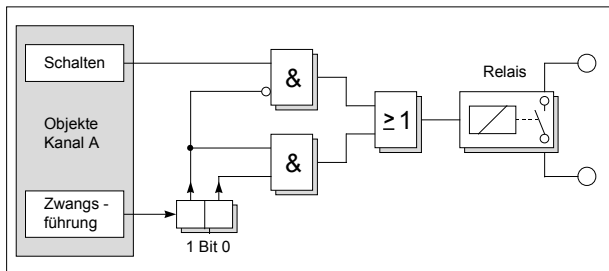 Schalten
Objekte
Kanal A
Zwangs -
führung
1 Bit 0
&
&
≥ 1
Relais